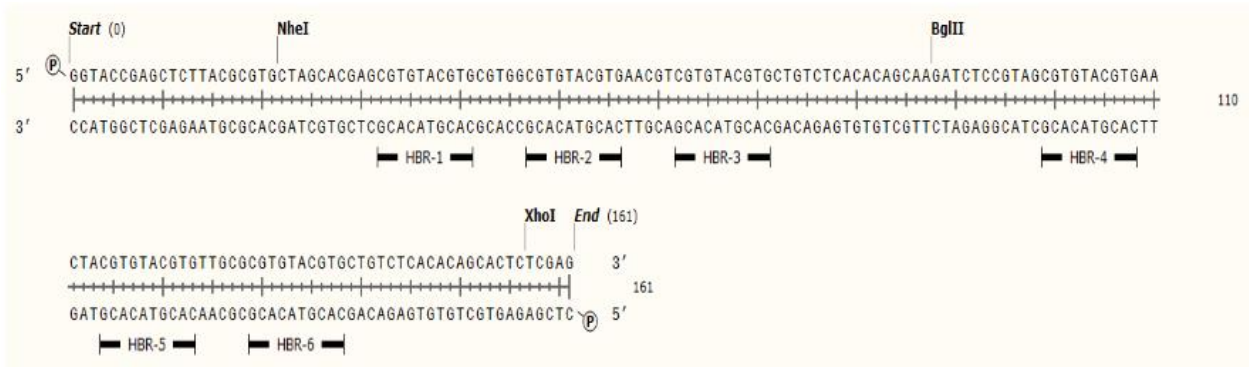 Start (0) NheI BglII
5′ P GGTACCGAGCTCTTACGCGTGCTAGCACGAGCGTGTACGTGCGTGGCGTGTACGTGAACGTCGTGTACGTGCTGTCTCACACAGCAAGATCTCCGTAGCGTGTACGTGAA
110
3′ CCATGGCTCGAGAATGCGCACGATCGTGCTCGCACATGCACGCACCGCACATGCACTTGCAGCACATGCACGACAGAGTGTGTCGTTCTAGAGGCATCGCACATGCACTT
HBR-1 HBR-2 HBR-3 HBR-4
XhoI End (161)
CTACGTGTACGTGTTGCGCGTGTACGTGCTGTCTCACACAGCACTCTCGAG 3′
161
GATGCACATGCACAACGCGCACATGCACGACAGAGTGTGTCGTGAGAGCTC P 5′
HBR-5 HBR-6